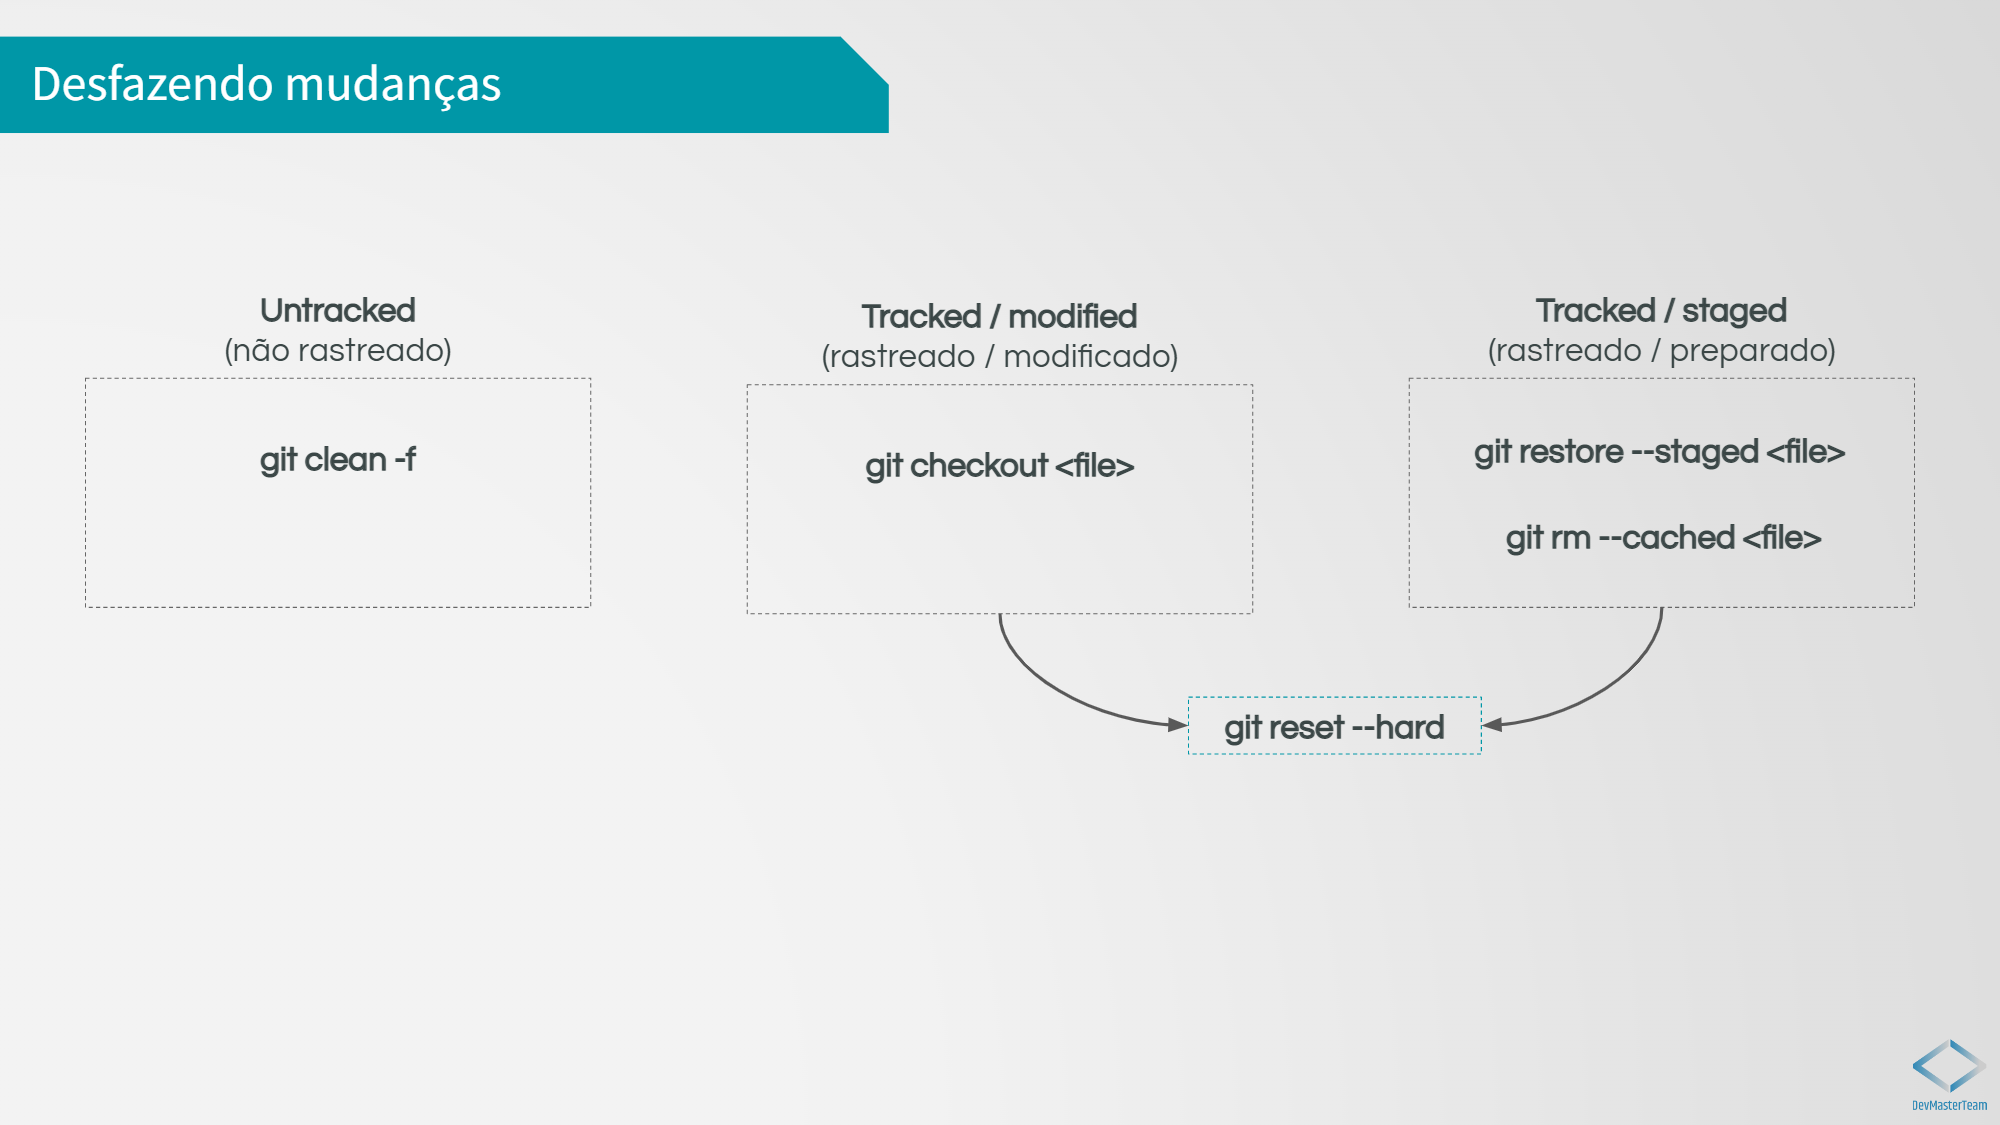 Desfazendo mudanças
Untracked
(não rastreado)
git clean -f
Tracked / modified
(rastreado / modificado)
git checkout <file>
Tracked / staged
(rastreado / preparado)
git restore --staged <file>
git rm --cached <file>
git reset --hard
DevMasterTeam